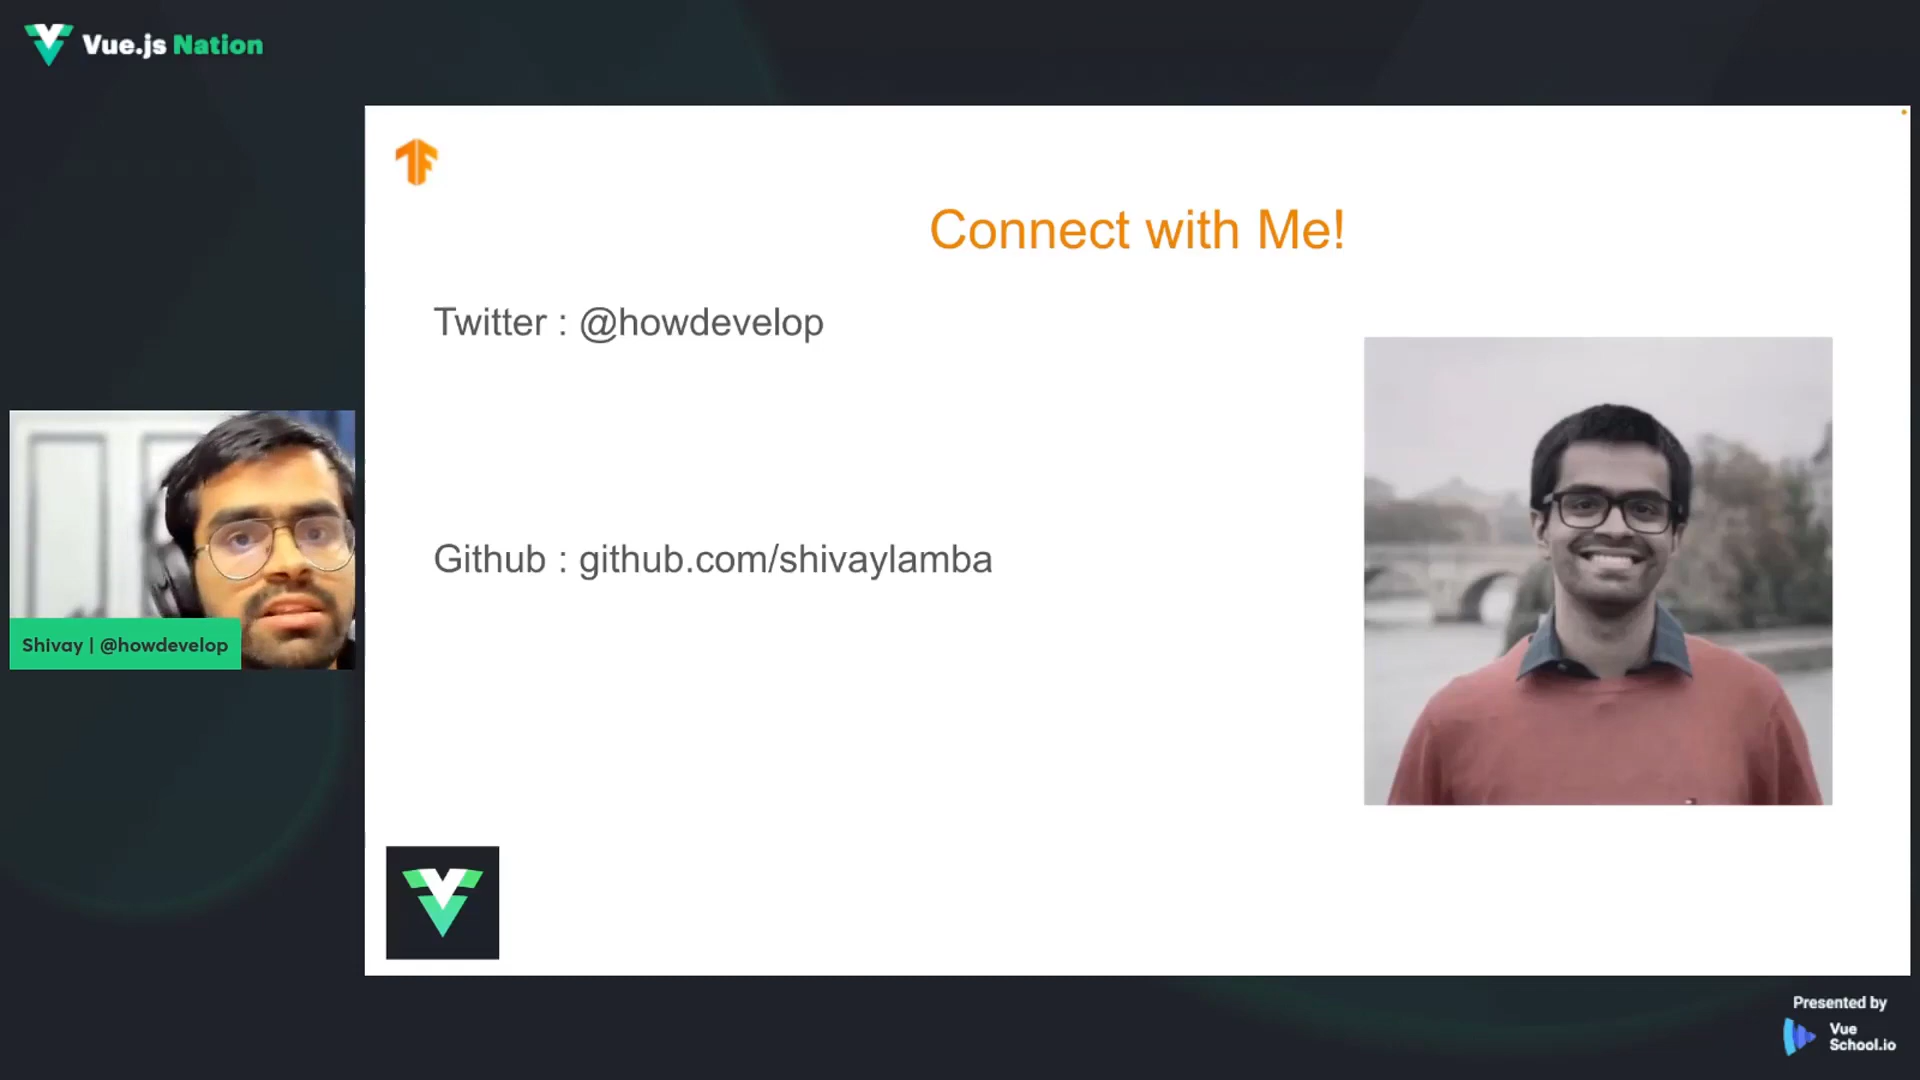 Vue.js Nation
Connect with Me!
Twitter : @howdevelop
Github : github.com/shivaylamba
Shivay | @howdevelop
Presented by
Vue
School.io